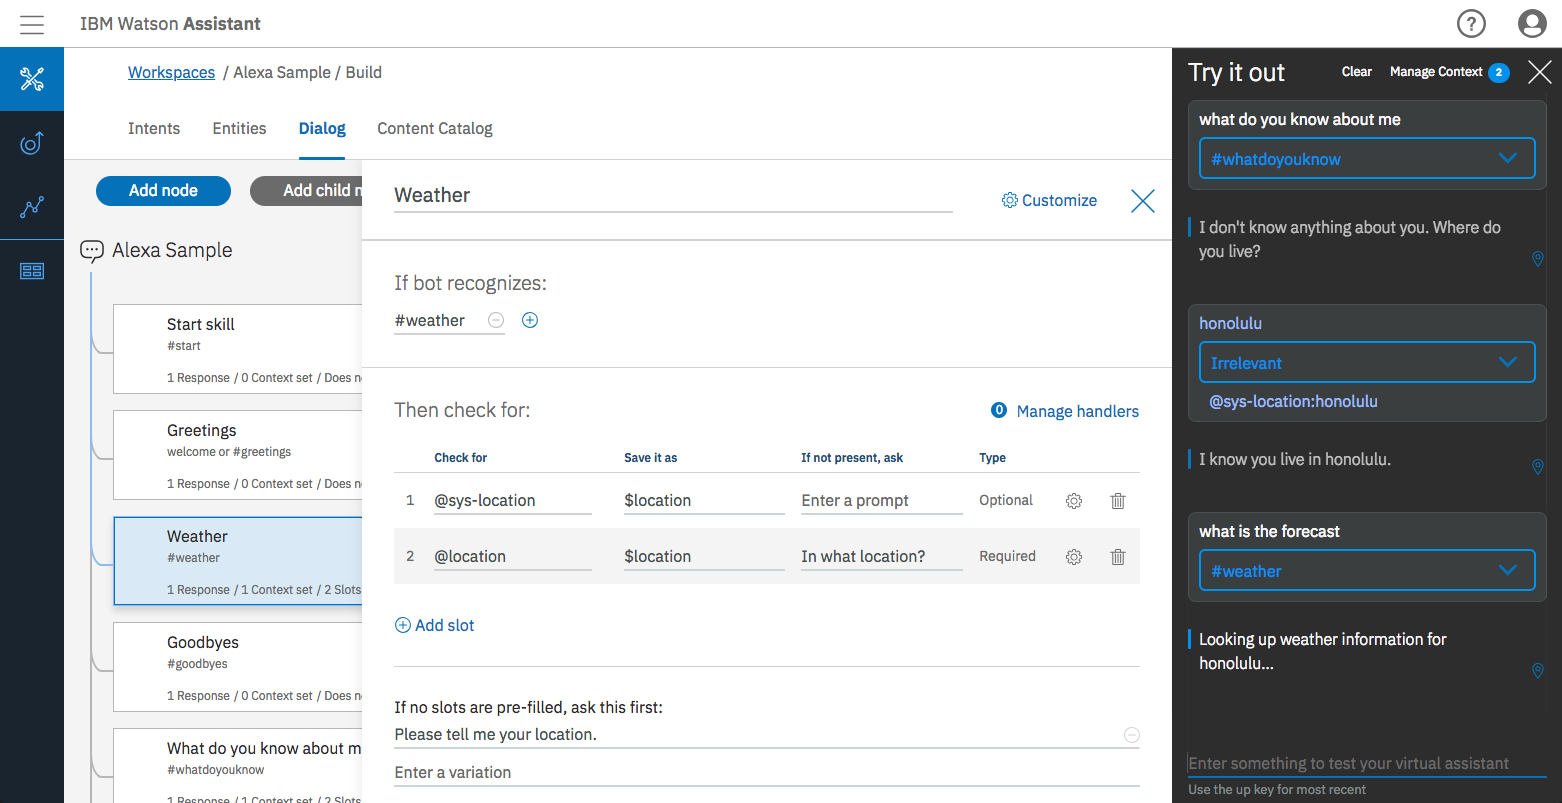 IBM Watson Assistant
?
Workspaces / Alexa Sample / Build
Intents Entities Dialog Content Catalog
Add node Add child n
Alexa Sample
Start skill
#start
1 Response / 0 Context set / Does n
Greetings
welcome or #greetings
1 Response / 0 Context set / Does n
Weather
#weather
1 Response / 1 Context set / 2 Slots
Goodbyes
#goodbyes
1 Response / 0 Context set / Does n
What do you know about m
#whatdoyouknow
1 Response / 1 Context set / 2 Slots
Weather
Customize
If bot recognizes:
#weather
Then check for:
0 Manage handlers
Check for Save it as If not present, ask Type
1 @sys-location $location Enter a prompt Optional
2 @location $location In what location? Required
Add slot
If no slots are pre-filled, ask this first:
Please tell me your location.
Enter a variation
Try it out Clear Manage Context 2
what do you know about me
#whatdoyouknow
I don't know anything about you. Where do
you live?
honolulu
Irrelevant
@sys-location:honolulu
I know you live in honolulu.
what is the forecast
#weather
Looking up weather information for
honolulu...
Enter something to test your virtual assistant
Use the up key for most recent